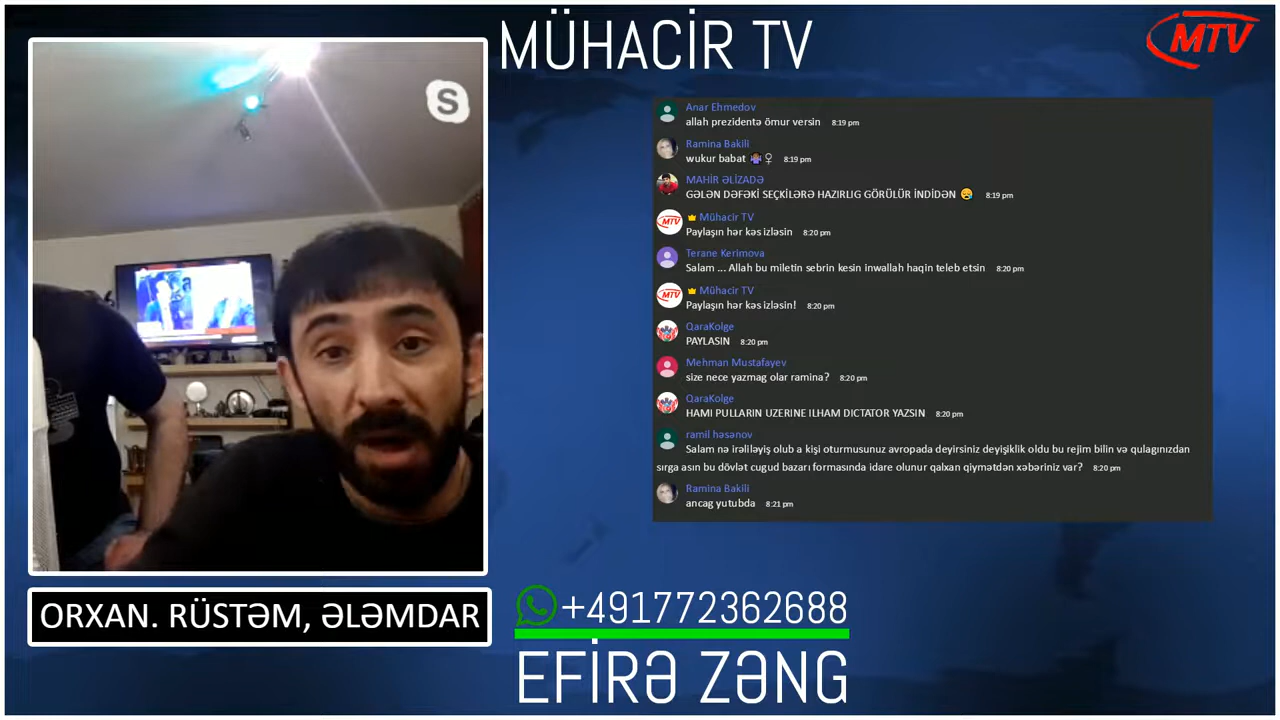 MÜHACİR TV
MTV
S
Anar Ehmedov
allah prezidentə ömur versin 8:19 pm
Ramina Bakili
wukur babat 🤷🏾♀ 8:19 pm
MAHİR ƏLİZADƏ
GƏLƏN DƏFƏKİ SEÇKİLƏRƏ HAZIRLIG GÖRÜLÜR İNDİDƏN 😪 8:19 pm
MTV Mühacir TV
Paylaşın hər kəs izləsin 8:20 pm
Terane Kerimova
Salam ... Allah bu miletin sebrin kesin inwallah haqin teleb etsin 8:20 pm
MTV Mühacir TV
Paylaşın hər kəs izləsin! 8:20 pm
QaraKolge
PAYLASIN 8:20 pm
Mehman Mustafayev
size nece yazmag olar ramina? 8:20 pm
QaraKolge
HAMI PULLARIN UZERINE ILHAM DICTATOR YAZSIN 8:20 pm
ramil həsənov
Salam nə irəliləyiş olub a kişi oturmusunuz avropada deyirsiniz deyişiklik oldu bu rejim bilin və qulagınızdan
sırga asın bu dövlət cugud bazarı formasında idare olunur qalxan qiymətdən xəbəriniz var? 8:20 pm
Ramina Bakili
ancag yutubda 8:21 pm
ORXAN. RÜSTƏM, ƏLƏMDAR
+491772362688
EFİRƏ ZƏNG